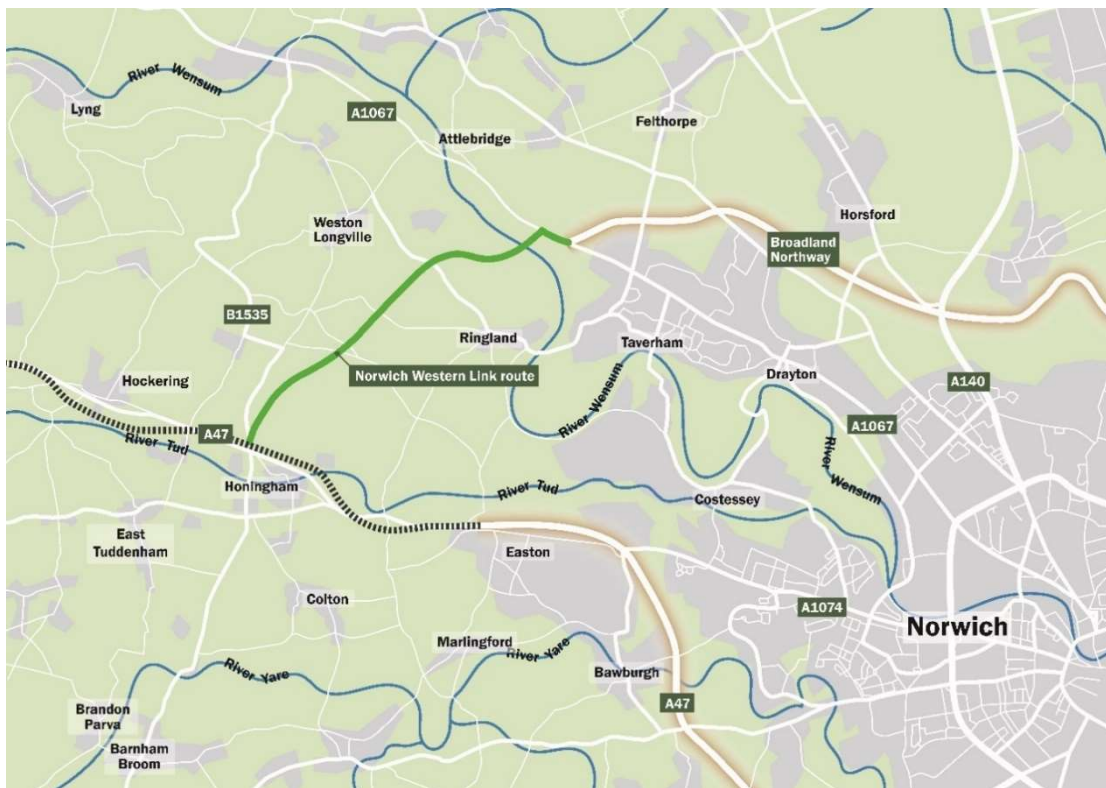 River Wensum
Lyng
A1067
Attlebridge
Felthorpe
Weston
Longville
Horsford
Broadland
Northway
B1535
Ringland
Taverham
Norwich Western Link route
Hockering
Drayton
A140
River Wensum
A47
River Tud
A1067
River Wensum
Honingham
River Tud
Costessey
East
Tuddenham
Easton
Colton
A1074
Norwich
Marlingford
River Yare
River Yare
Bawburgh
A47
Brandon
Parva
Barnham
Broom